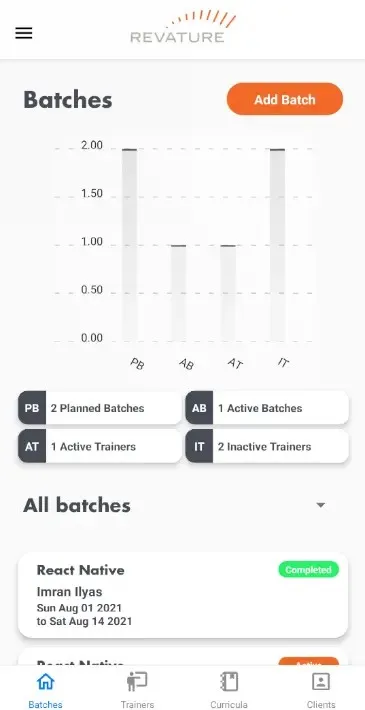 REVATURE
Batches
Add Batch
2.00
1.50
1.00
0.50
0.00
PB AB AT IT
PB 2 Planned Batches AB 1 Active Batches
AT 1 Active Trainers IT 2 Inactive Trainers
All batches
React Native Completed
Imran Ilyas
Sun Aug 01 2021
to Sat Aug 14 2021
React Native Active
Batches Trainers Curricula Clients